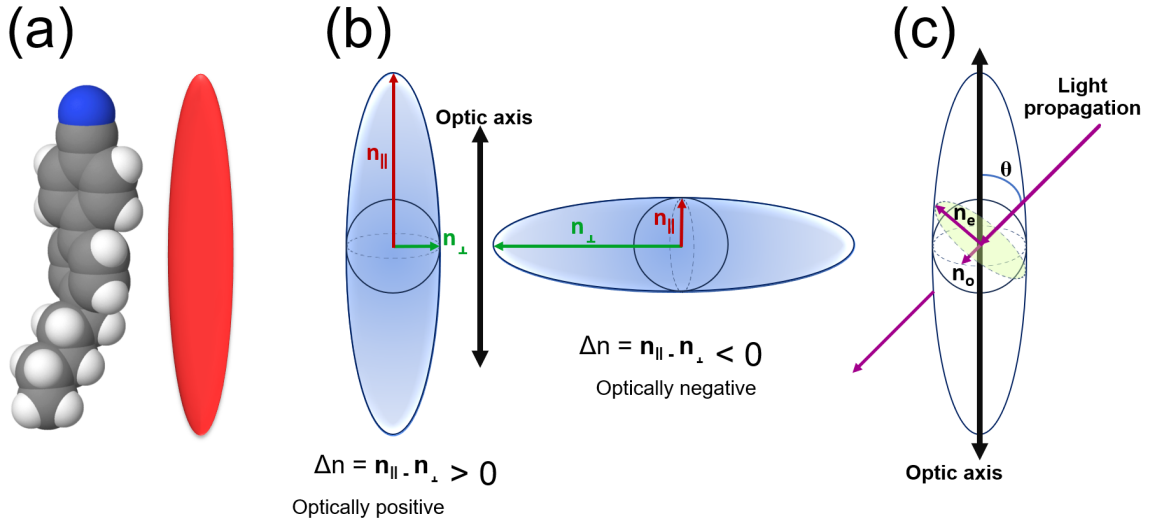 (a)
(b)
(c)
Optic axis
n∥
n⊥
n⊥
n∥
Δn = n∥ - n⊥ < 0
Optically negative
Δn = n∥ - n⊥ > 0
Optically positive
Light
propagation
θ
ne
no
Optic axis